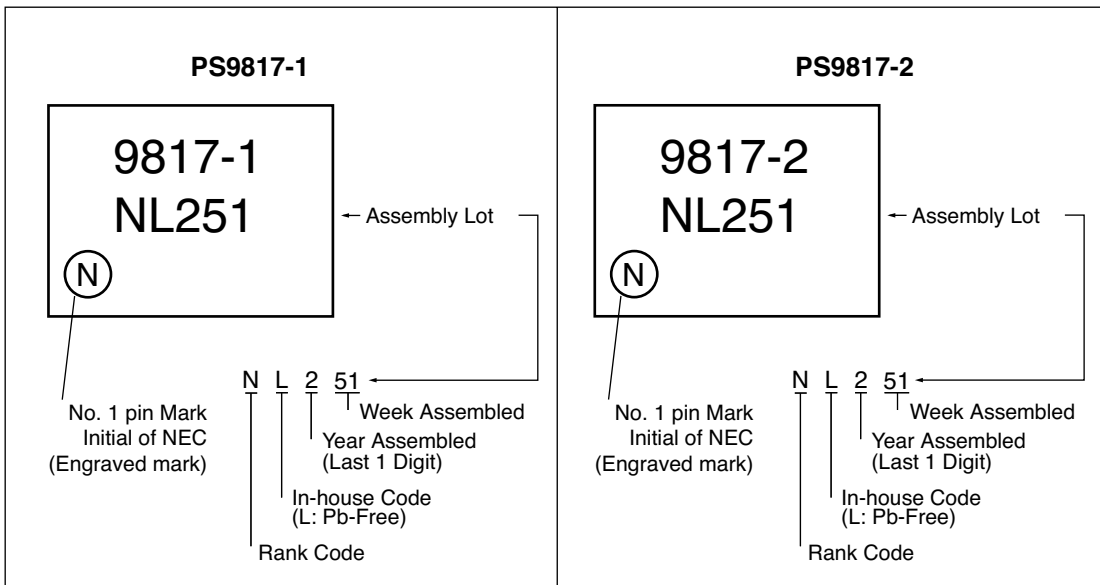 PS9817-1
9817-1
NL251
N
Assembly Lot
N L 2 51
Week Assembled
Year Assembled
(Last 1 Digit)
In-house Code
(L: Pb-Free)
Rank Code
No. 1 pin Mark
Initial of NEC
(Engraved mark)
PS9817-2
9817-2
NL251
N
Assembly Lot
N L 2 51
Week Assembled
Year Assembled
(Last 1 Digit)
In-house Code
(L: Pb-Free)
Rank Code
No. 1 pin Mark
Initial of NEC
(Engraved mark)